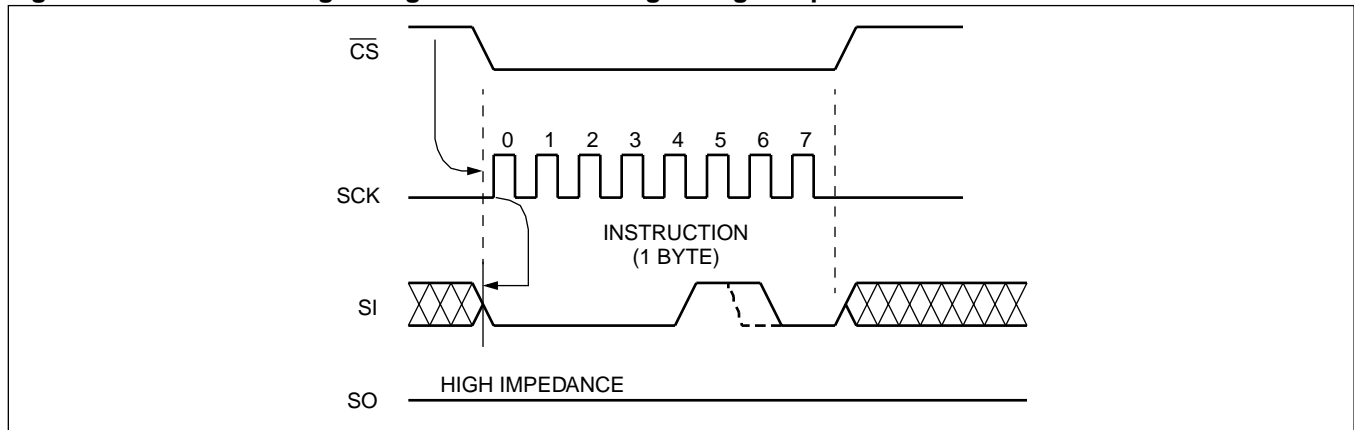 CS
0 1 2 3 4 5 6 7
SCK
INSTRUCTION
(1 BYTE)
SI
HIGH IMPEDANCE
SO